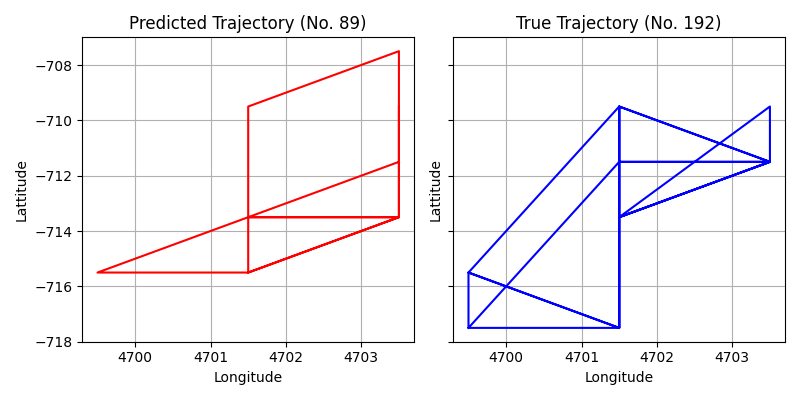 Predicted Trajectory (No. 89)
True Trajectory (No. 192)
Lattitude
−708
−710
−712
−714
−716
−718
4700
4701
4702
4703
Longitude
Lattitude
4700
4701
4702
4703
Longitude